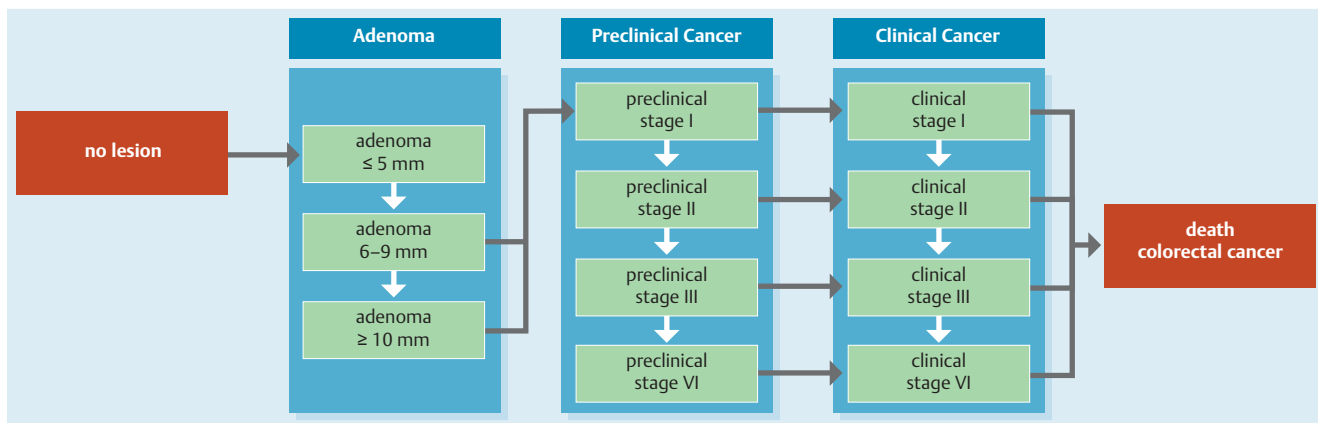 Adenoma
Preclinical Cancer
Clinical Cancer
no lesion
adenoma
≤ 5 mm
adenoma
6–9 mm
adenoma
≥ 10 mm
preclinical
stage I
preclinical
stage II
preclinical
stage III
preclinical
stage VI
clinical
stage I
clinical
stage II
clinical
stage III
clinical
stage VI
death
colorectal cancer